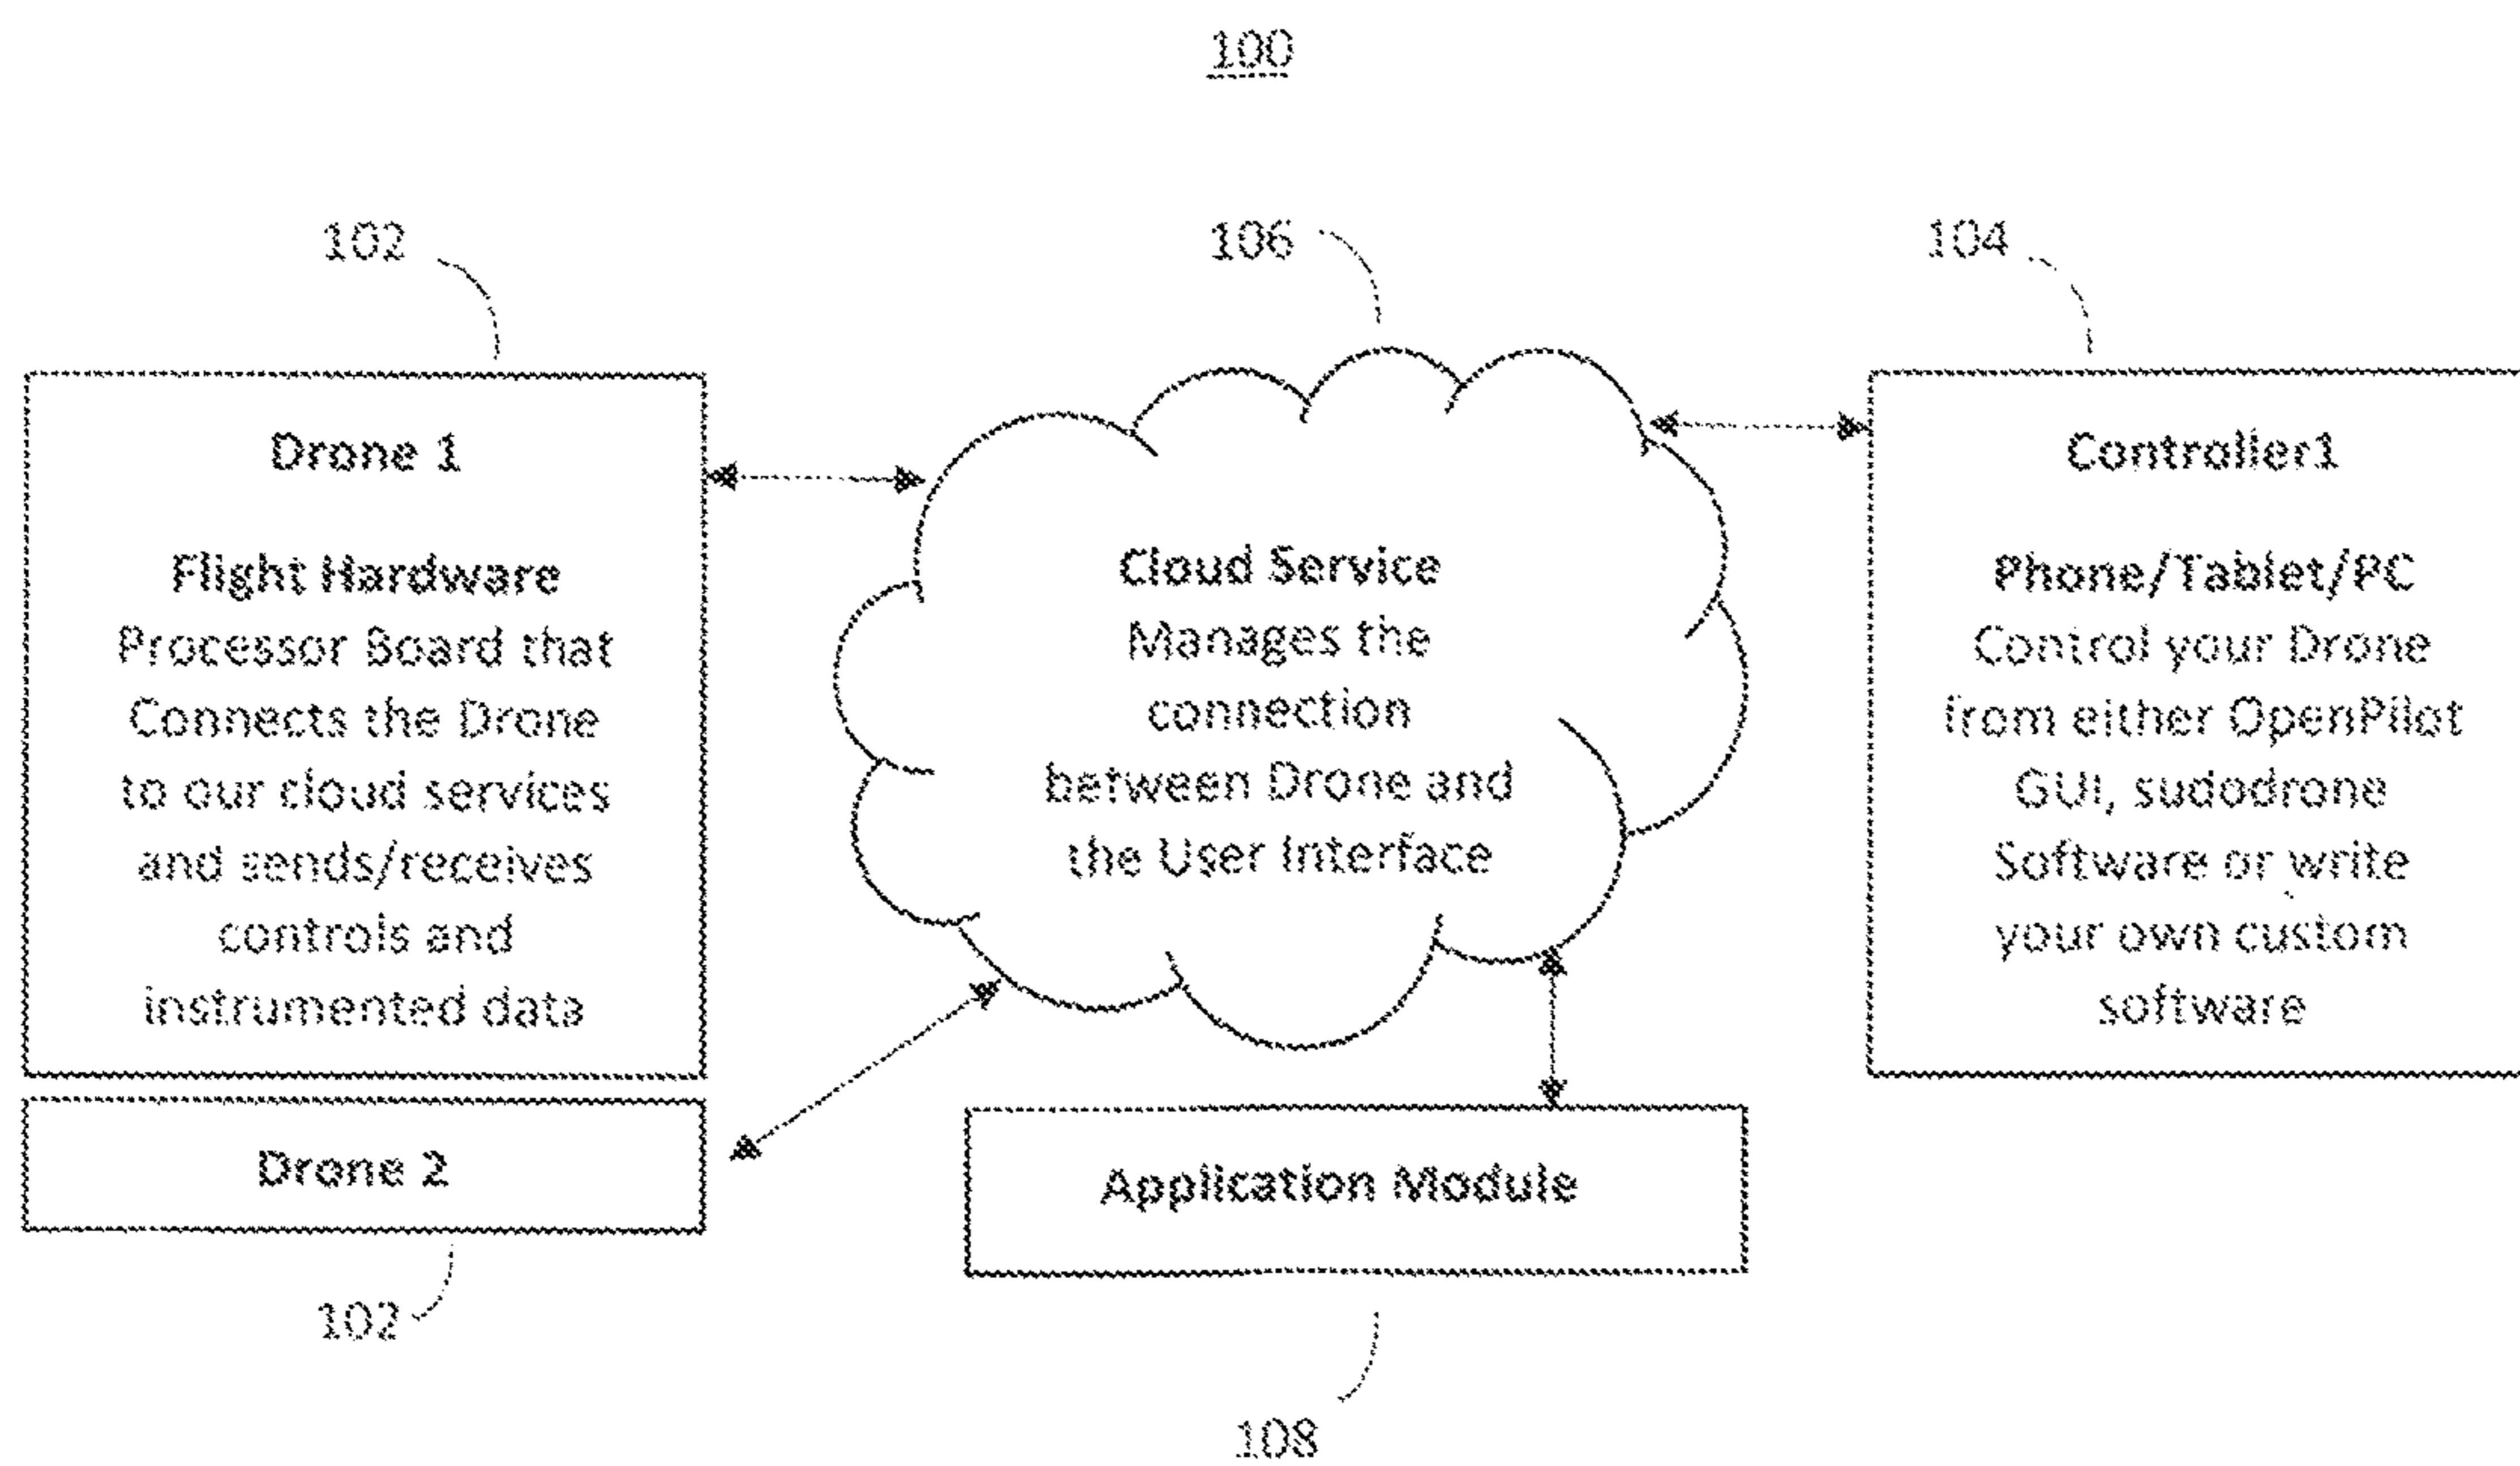 100
102
106
104
Drone 1
Flight Hardware
Processor Board that
Connects the Drone
to our cloud services
and sends/receives
controls and
instrumented data
Cloud Service
Manages the
connection
between Drone and
the User Interface
Controller1
Phone/Tablet/PC
Control your Drone
from either OpenPilot
GUI, sudodrone
Software or write
your own custom
software
Drone 2
Application Module
102
108